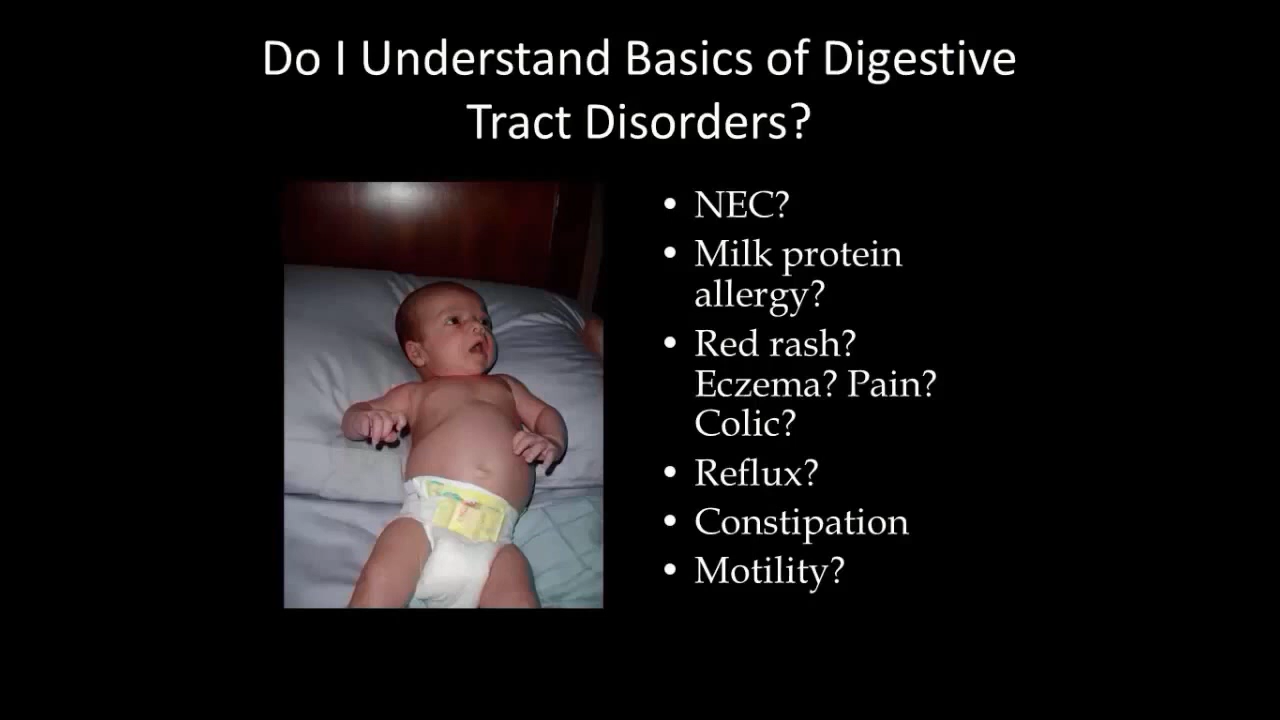 Do I Understand Basics of Digestive
Tract Disorders?
• NEC?
• Milk protein
allergy?
• Red rash?
Eczema? Pain?
Colic?
• Reflux?
• Constipation
• Motility?